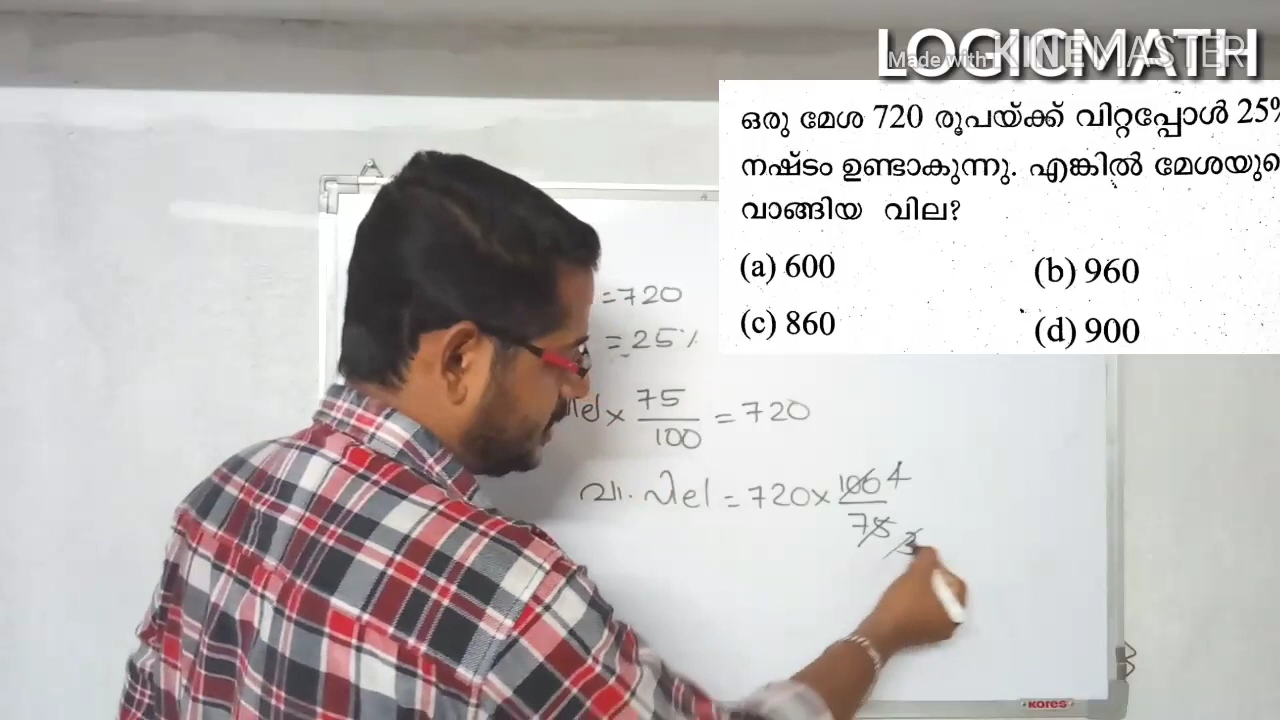 LOGICMATH
Made with KINEMASTER
ഒരു മേശ 720 രൂപയ്ക്ക് വിറ്റപ്പോൾ 25%
നഷ്ടം ഉണ്ടാകുന്നു. എങ്കിൽ മേശയുടെ
വാങ്ങിയ വില?
(a) 600 (b) 960
(c) 860 (d) 900
=720
=25%
× 75/100 = 720
വാ. വില = 720 × 100 4
75 3
KORES